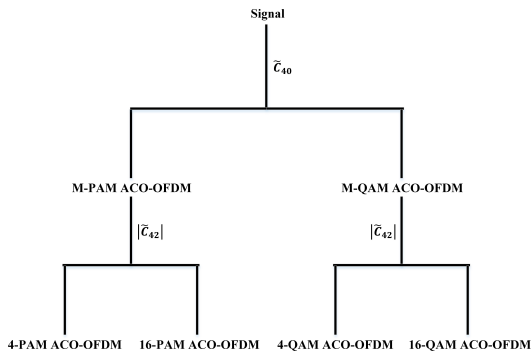 Signal
C̃₄₀
M-PAM ACO-OFDM M-QAM ACO-OFDM
|C̃₄₂| |C̃₄₂|
4-PAM ACO-OFDM 16-PAM ACO-OFDM 4-QAM ACO-OFDM 16-QAM ACO-OFDM